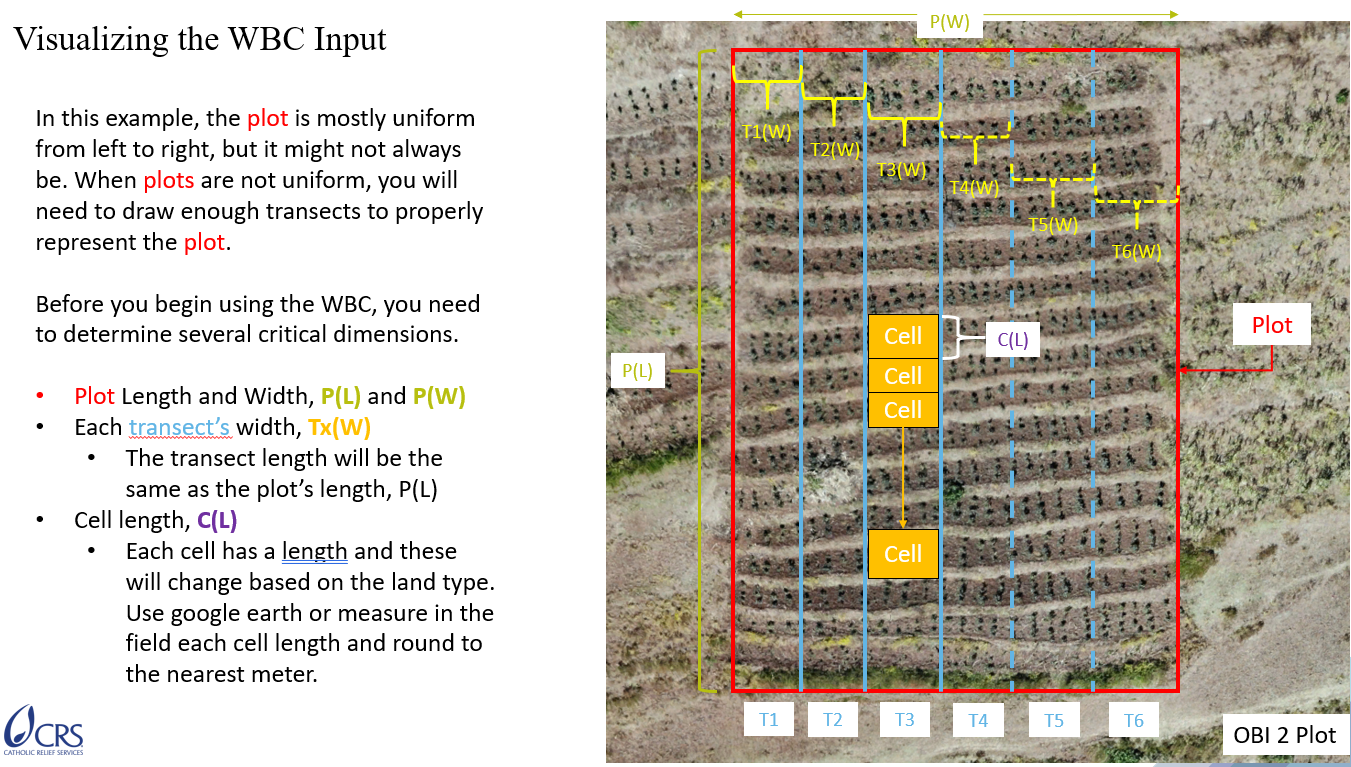 Visualizing the WBC Input
In this example, the plot is mostly uniform
from left to right, but it might not always
be. When plots are not uniform, you will
need to draw enough transects to properly
represent the plot.
Before you begin using the WBC, you need
to determine several critical dimensions.
• Plot Length and Width, P(L) and P(W)
• Each transect’s width, Tx(W)
• The transect length will be the
same as the plot’s length, P(L)
• Cell length, C(L)
• Each cell has a length and these
will change based on the land type.
Use google earth or measure in the
field each cell length and round to
the nearest meter.
CRS
CATHOLIC RELIEF SERVICES
P(W)
T1(W)
T2(W)
T3(W)
T4(W)
T5(W)
T6(W)
Plot
Cell
C(L)
P(L)
Cell
Cell
Cell
T1
T2
T3
T4
T5
T6
OBI 2 Plot